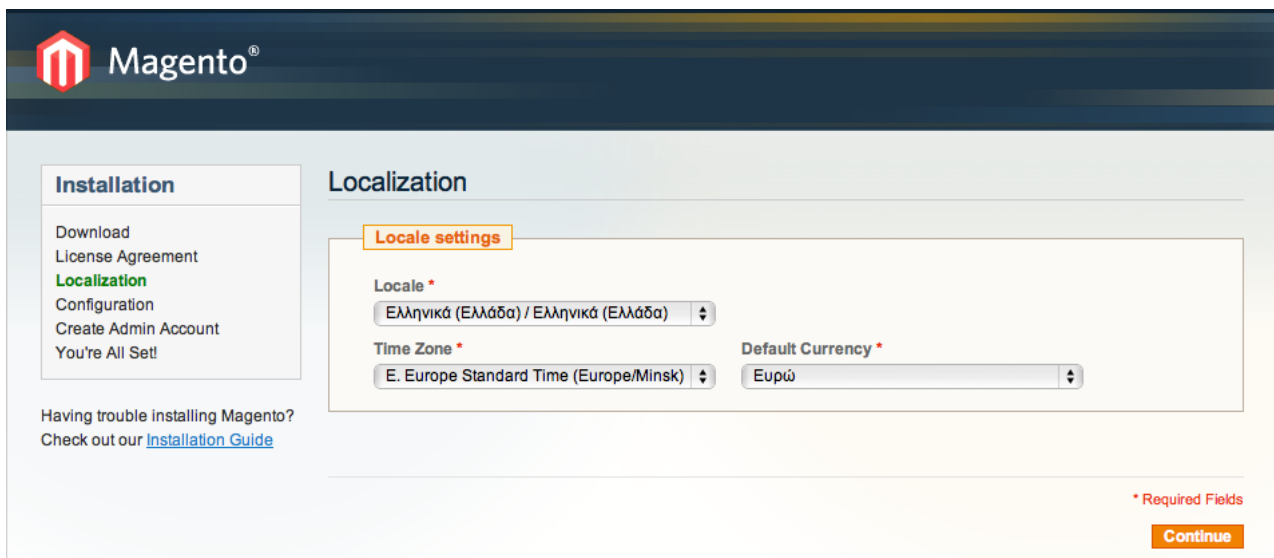 Magento®
Installation
Download
License Agreement
Localization
Configuration
Create Admin Account
You're All Set!
Having trouble installing Magento?
Check out our Installation Guide
Localization
Locale settings
Locale *
Ελληνικά (Ελλάδα) / Ελληνικά (Ελλάδα)
Time Zone *
Default Currency *
E. Europe Standard Time (Europe/Minsk)
Ευρώ
* Required Fields
Continue